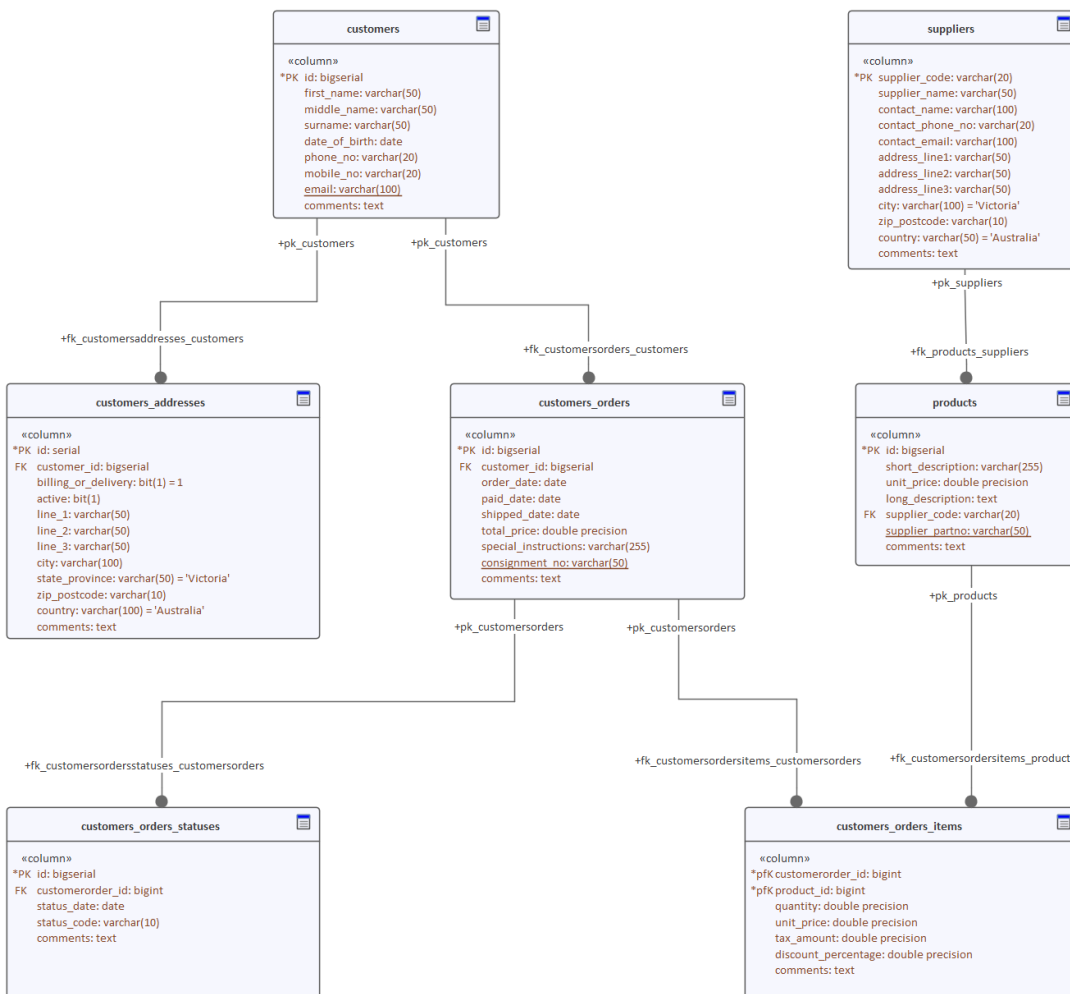 customers
«column»
*PK id: bigserial
first_name: varchar(50)
middle_name: varchar(50)
surname: varchar(50)
date_of_birth: date
phone_no: varchar(20)
mobile_no: varchar(20)
email: varchar(100)
comments: text
suppliers
«column»
*PK supplier_code: varchar(20)
supplier_name: varchar(50)
contact_name: varchar(100)
contact_phone_no: varchar(20)
contact_email: varchar(100)
address_line1: varchar(50)
address_line2: varchar(50)
address_line3: varchar(50)
city: varchar(100) = 'Victoria'
zip_postcode: varchar(10)
country: varchar(50) = 'Australia'
comments: text
+pk_customers
+pk_customers
+pk_suppliers
+fk_customersaddresses_customers
+fk_customersorders_customers
+fk_products_suppliers
customers_addresses
«column»
*PK id: serial
FK customer_id: bigserial
billing_or_delivery: bit(1) = 1
active: bit(1)
line_1: varchar(50)
line_2: varchar(50)
line_3: varchar(50)
city: varchar(100)
state_province: varchar(50) = 'Victoria'
zip_postcode: varchar(10)
country: varchar(100) = 'Australia'
comments: text
customers_orders
«column»
*PK id: bigserial
FK customer_id: bigserial
order_date: date
paid_date: date
shipped_date: date
total_price: double precision
special_instructions: varchar(255)
consignment_no: varchar(50)
comments: text
products
«column»
*PK id: bigserial
short_description: varchar(255)
unit_price: double precision
long_description: text
FK supplier_code: varchar(20)
supplier_partno: varchar(50)
comments: text
+pk_products
+pk_customersorders
+pk_customersorders
+fk_customersordersstatuses_customersorders
+fk_customersordersitems_customersorders
+fk_customersordersitems_product
customers_orders_statuses
«column»
*PK id: bigserial
FK customerorder_id: bigint
status_date: date
status_code: varchar(10)
comments: text
customers_orders_items
«column»
*pfK customerorder_id: bigint
*pfK product_id: bigint
quantity: double precision
unit_price: double precision
tax_amount: double precision
discount_percentage: double precision
comments: text